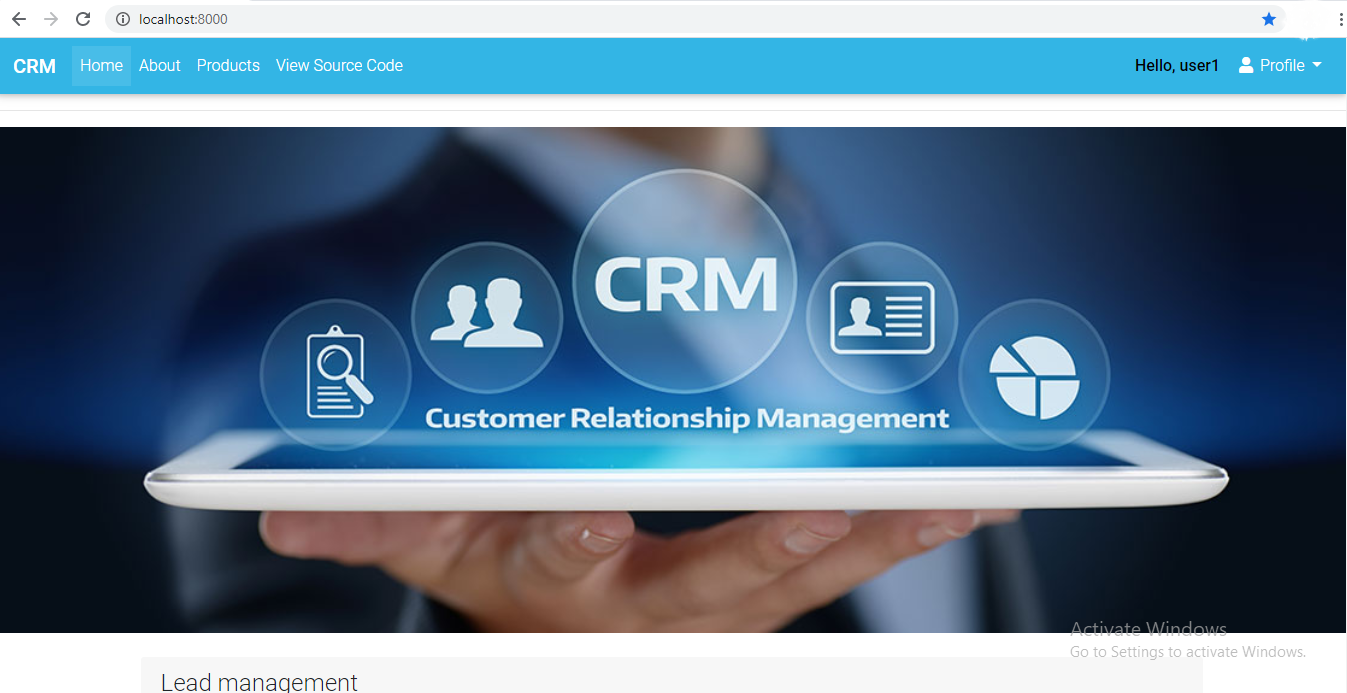 localhost:8000
CRM Home About Products View Source Code Hello, user1 Profile
CRM
Customer Relationship Management
Activate Windows
Go to Settings to activate Windows.
Lead management